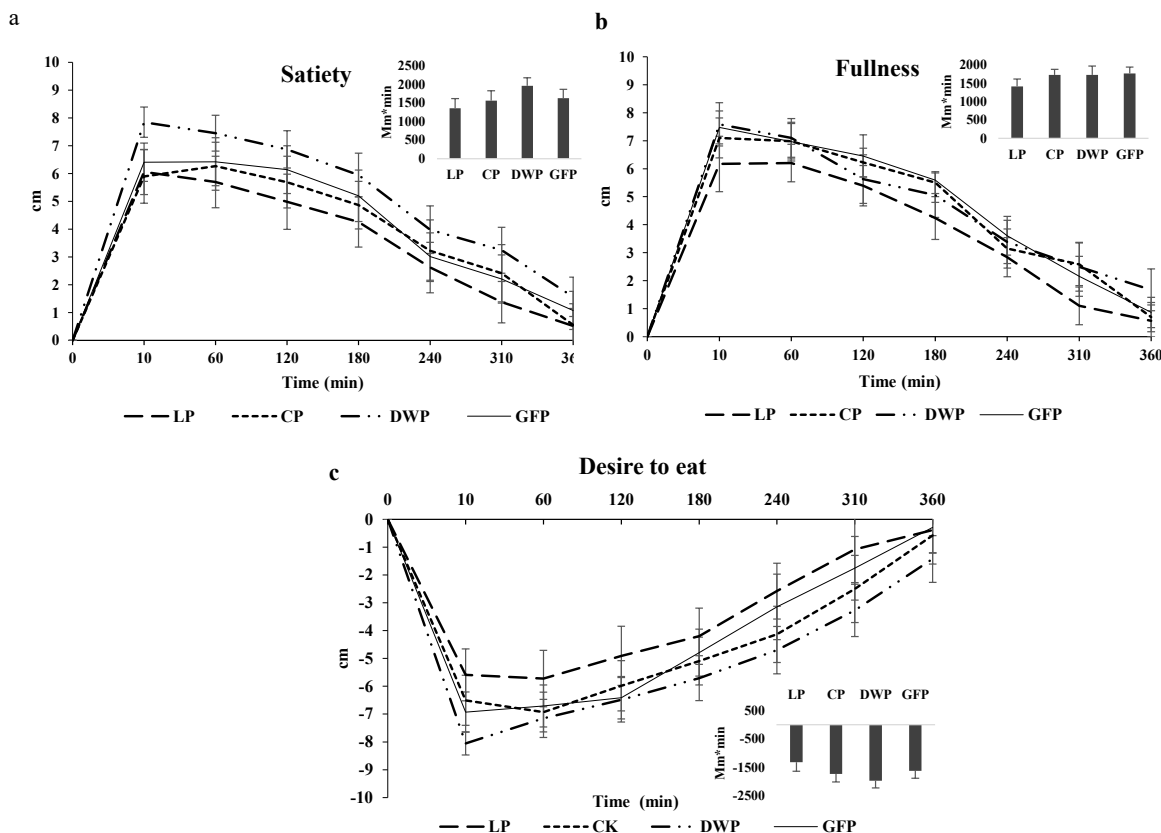 a
Satiety
10
9
8
7
6
5
4
3
2
1
0
cm
0 10 60 120 180 240 310 36
Time (min)
LP CP DWP GFP
2500
2000
1500
1000
500
0
Mm*min
LP CP DWP GFP
b
Fullness
10
9
8
7
6
5
4
3
2
1
0
cm
0 10 60 120 180 240 310 360
Time (min)
LP CP DWP GFP
2000
1500
1000
500
0
Mm*min
LP CP DWP GFP
c
Desire to eat
0 10 60 120 180 240 310 360
0
-1
-2
-3
-4
-5
-6
-7
-8
-9
-10
cm
Time (min)
LP CK DWP GFP
LP CP DWP GFP
500
-500
-1500
-2500
Mm*min